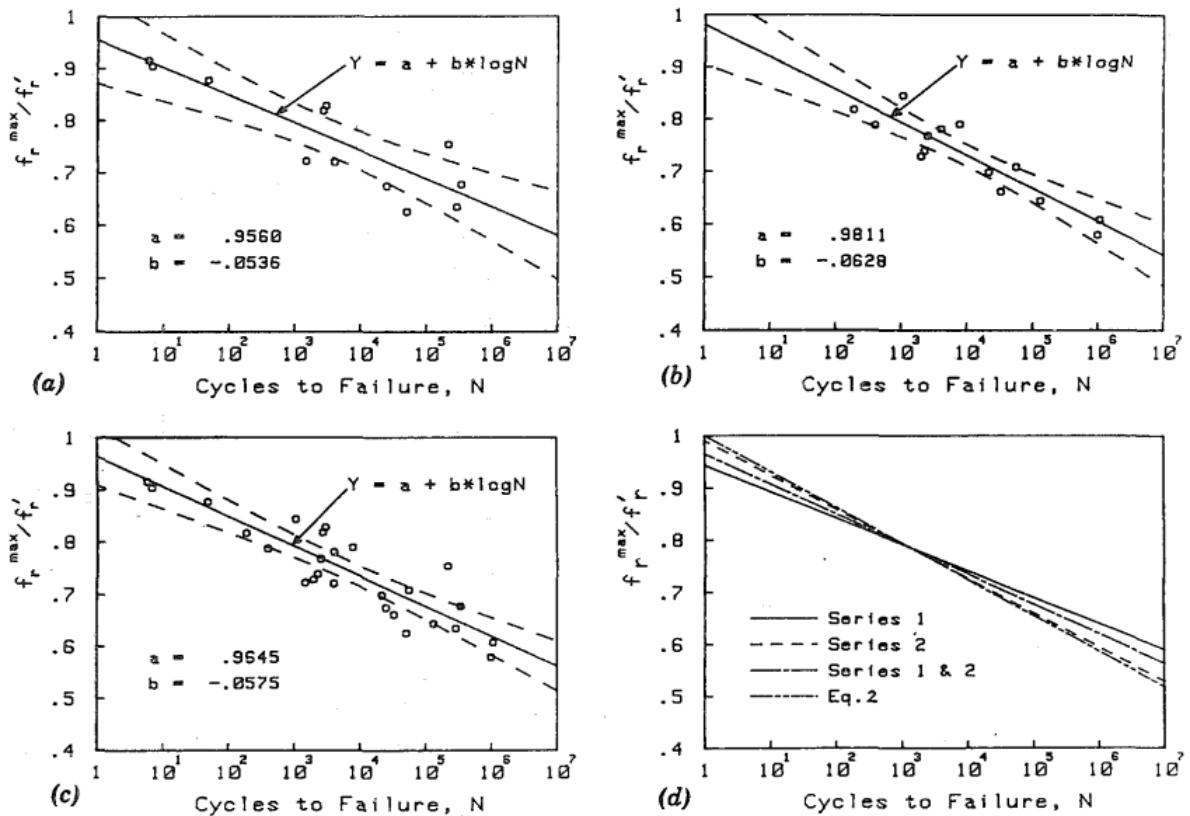 1
.9
.8
.7
.6
.5
.4
f_r^max/f_r'
Y = a + b*logN
a = .9560
b = -.0536
1 10^1 10^2 10^3 10^4 10^5 10^6 10^7
(a) Cycles to Failure, N
1
.9
.8
.7
.6
.5
.4
f_r^max/f_r'
Y = a + b*logN
a = .9811
b = -.0628
1 10^1 10^2 10^3 10^4 10^5 10^6 10^7
(b) Cycles to Failure, N
1
.9
.8
.7
.6
.5
.4
f_r^max/f_r'
Y = a + b*logN
a = .9645
b = -.0575
1 10^1 10^2 10^3 10^4 10^5 10^6 10^7
(c) Cycles to Failure, N
1
.9
.8
.7
.6
.5
.4
f_r^max/f_r'
Series 1
Series 2
Series 1 & 2
Eq.2
1 10^1 10^2 10^3 10^4 10^5 10^6 10^7
(d) Cycles to Failure, N